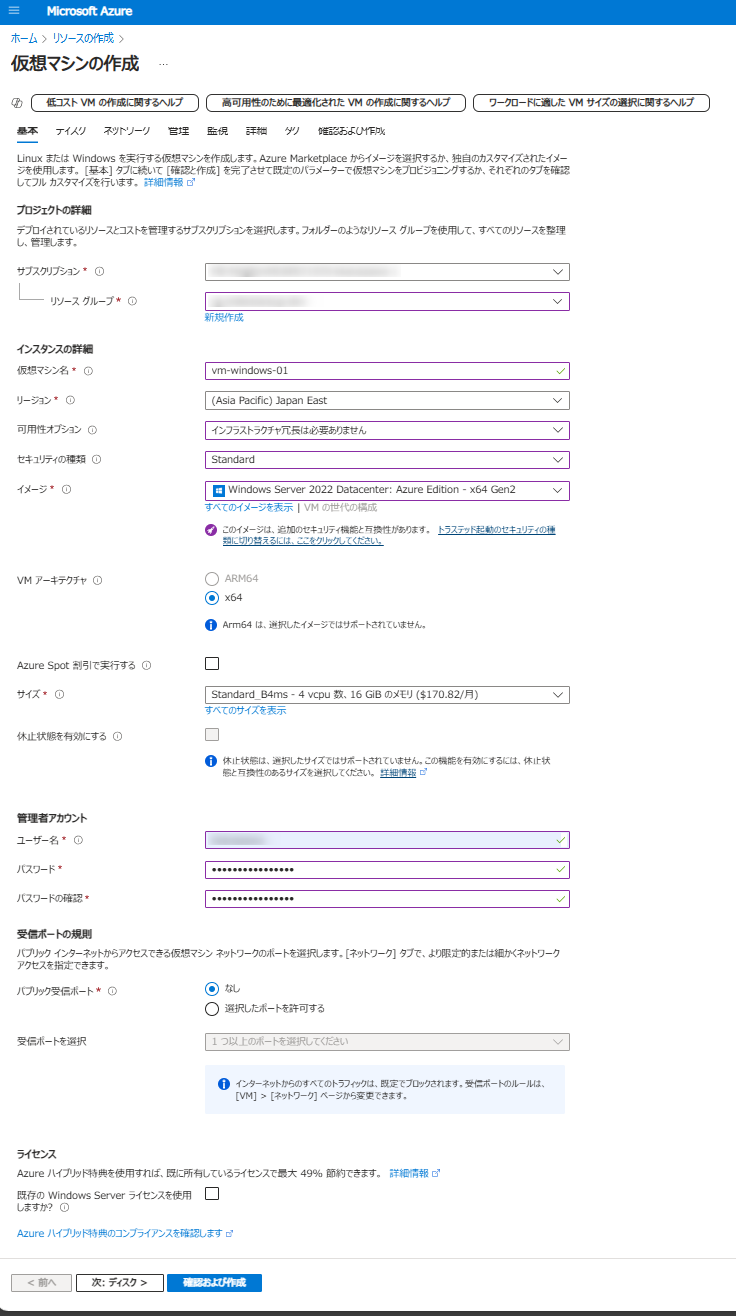 Microsoft Azure
ホーム > リソースの作成 >
仮想マシンの作成 …
低コスト VM の作成に関するヘルプ 高可用性のために最適化された VM の作成に関するヘルプ ワークロードに適した VM サイズの選択に関するヘルプ
基本 ディスク ネットワーク 管理 監視 詳細 タグ 確認および作成
Linux または Windows を実行する仮想マシンを作成します。Azure Marketplace からイメージを選択するか、独自のカスタマイズされたイメー
ジを使用します。 [基本] タブに続いて [確認と作成] を完了させて既定のパラメーターで仮想マシンをプロビジョニングするか、それぞれのタブを確認
してフル カスタマイズを行います。 詳細情報
プロジェクトの詳細
デプロイされているリソースとコストを管理するサブスクリプションを選択します。フォルダーのようなリソース グループを使用して、すべてのリソースを整理
し、管理します。
サブスクリプション *
リソース グループ *
新規作成
インスタンスの詳細
仮想マシン名 * vm-windows-01
リージョン * (Asia Pacific) Japan East
可用性オプション インフラストラクチャ冗長は必要ありません
セキュリティの種類 Standard
イメージ * Windows Server 2022 Datacenter: Azure Edition - x64 Gen2
すべてのイメージを表示 | VM の世代の構成
このイメージは、追加のセキュリティ機能と互換性があります。 トラステッド起動のセキュリティの種
類に切り替えるには、ここをクリックしてください。
VM アーキテクチャ ARM64
x64
Arm64 は、選択したイメージではサポートされていません。
Azure Spot 割引で実行する
サイズ * Standard_B4ms - 4 vcpu 数、16 GiB のメモリ ($170.82/月)
すべてのサイズを表示
休止状態を有効にする
休止状態は、選択したサイズではサポートされていません。この機能を有効にするには、休止状
態と互換性のあるサイズを選択してください。 詳細情報
管理者アカウント
ユーザー名 *
パスワード * ••••••••••••••••
パスワードの確認 * ••••••••••••••••
受信ポートの規則
パブリック インターネットからアクセスできる仮想マシン ネットワークのポートを選択します。[ネットワーク] タブで、より限定的または細かくネットワーク
アクセスを指定できます。
パブリック受信ポート * なし
選択したポートを許可する
受信ポートを選択 1 つ以上のポートを選択してください
インターネットからのすべてのトラフィックは、既定でブロックされます。受信ポートのルールは、
[VM] > [ネットワーク] ページから変更できます。
ライセンス
Azure ハイブリッド特典を使用すれば、既に所有しているライセンスで最大 49% 節約できます。 詳細情報
既存の Windows Server ライセンスを使用
しますか?
Azure ハイブリッド特典のコンプライアンスを確認します
< 前へ 次: ディスク > 確認および作成